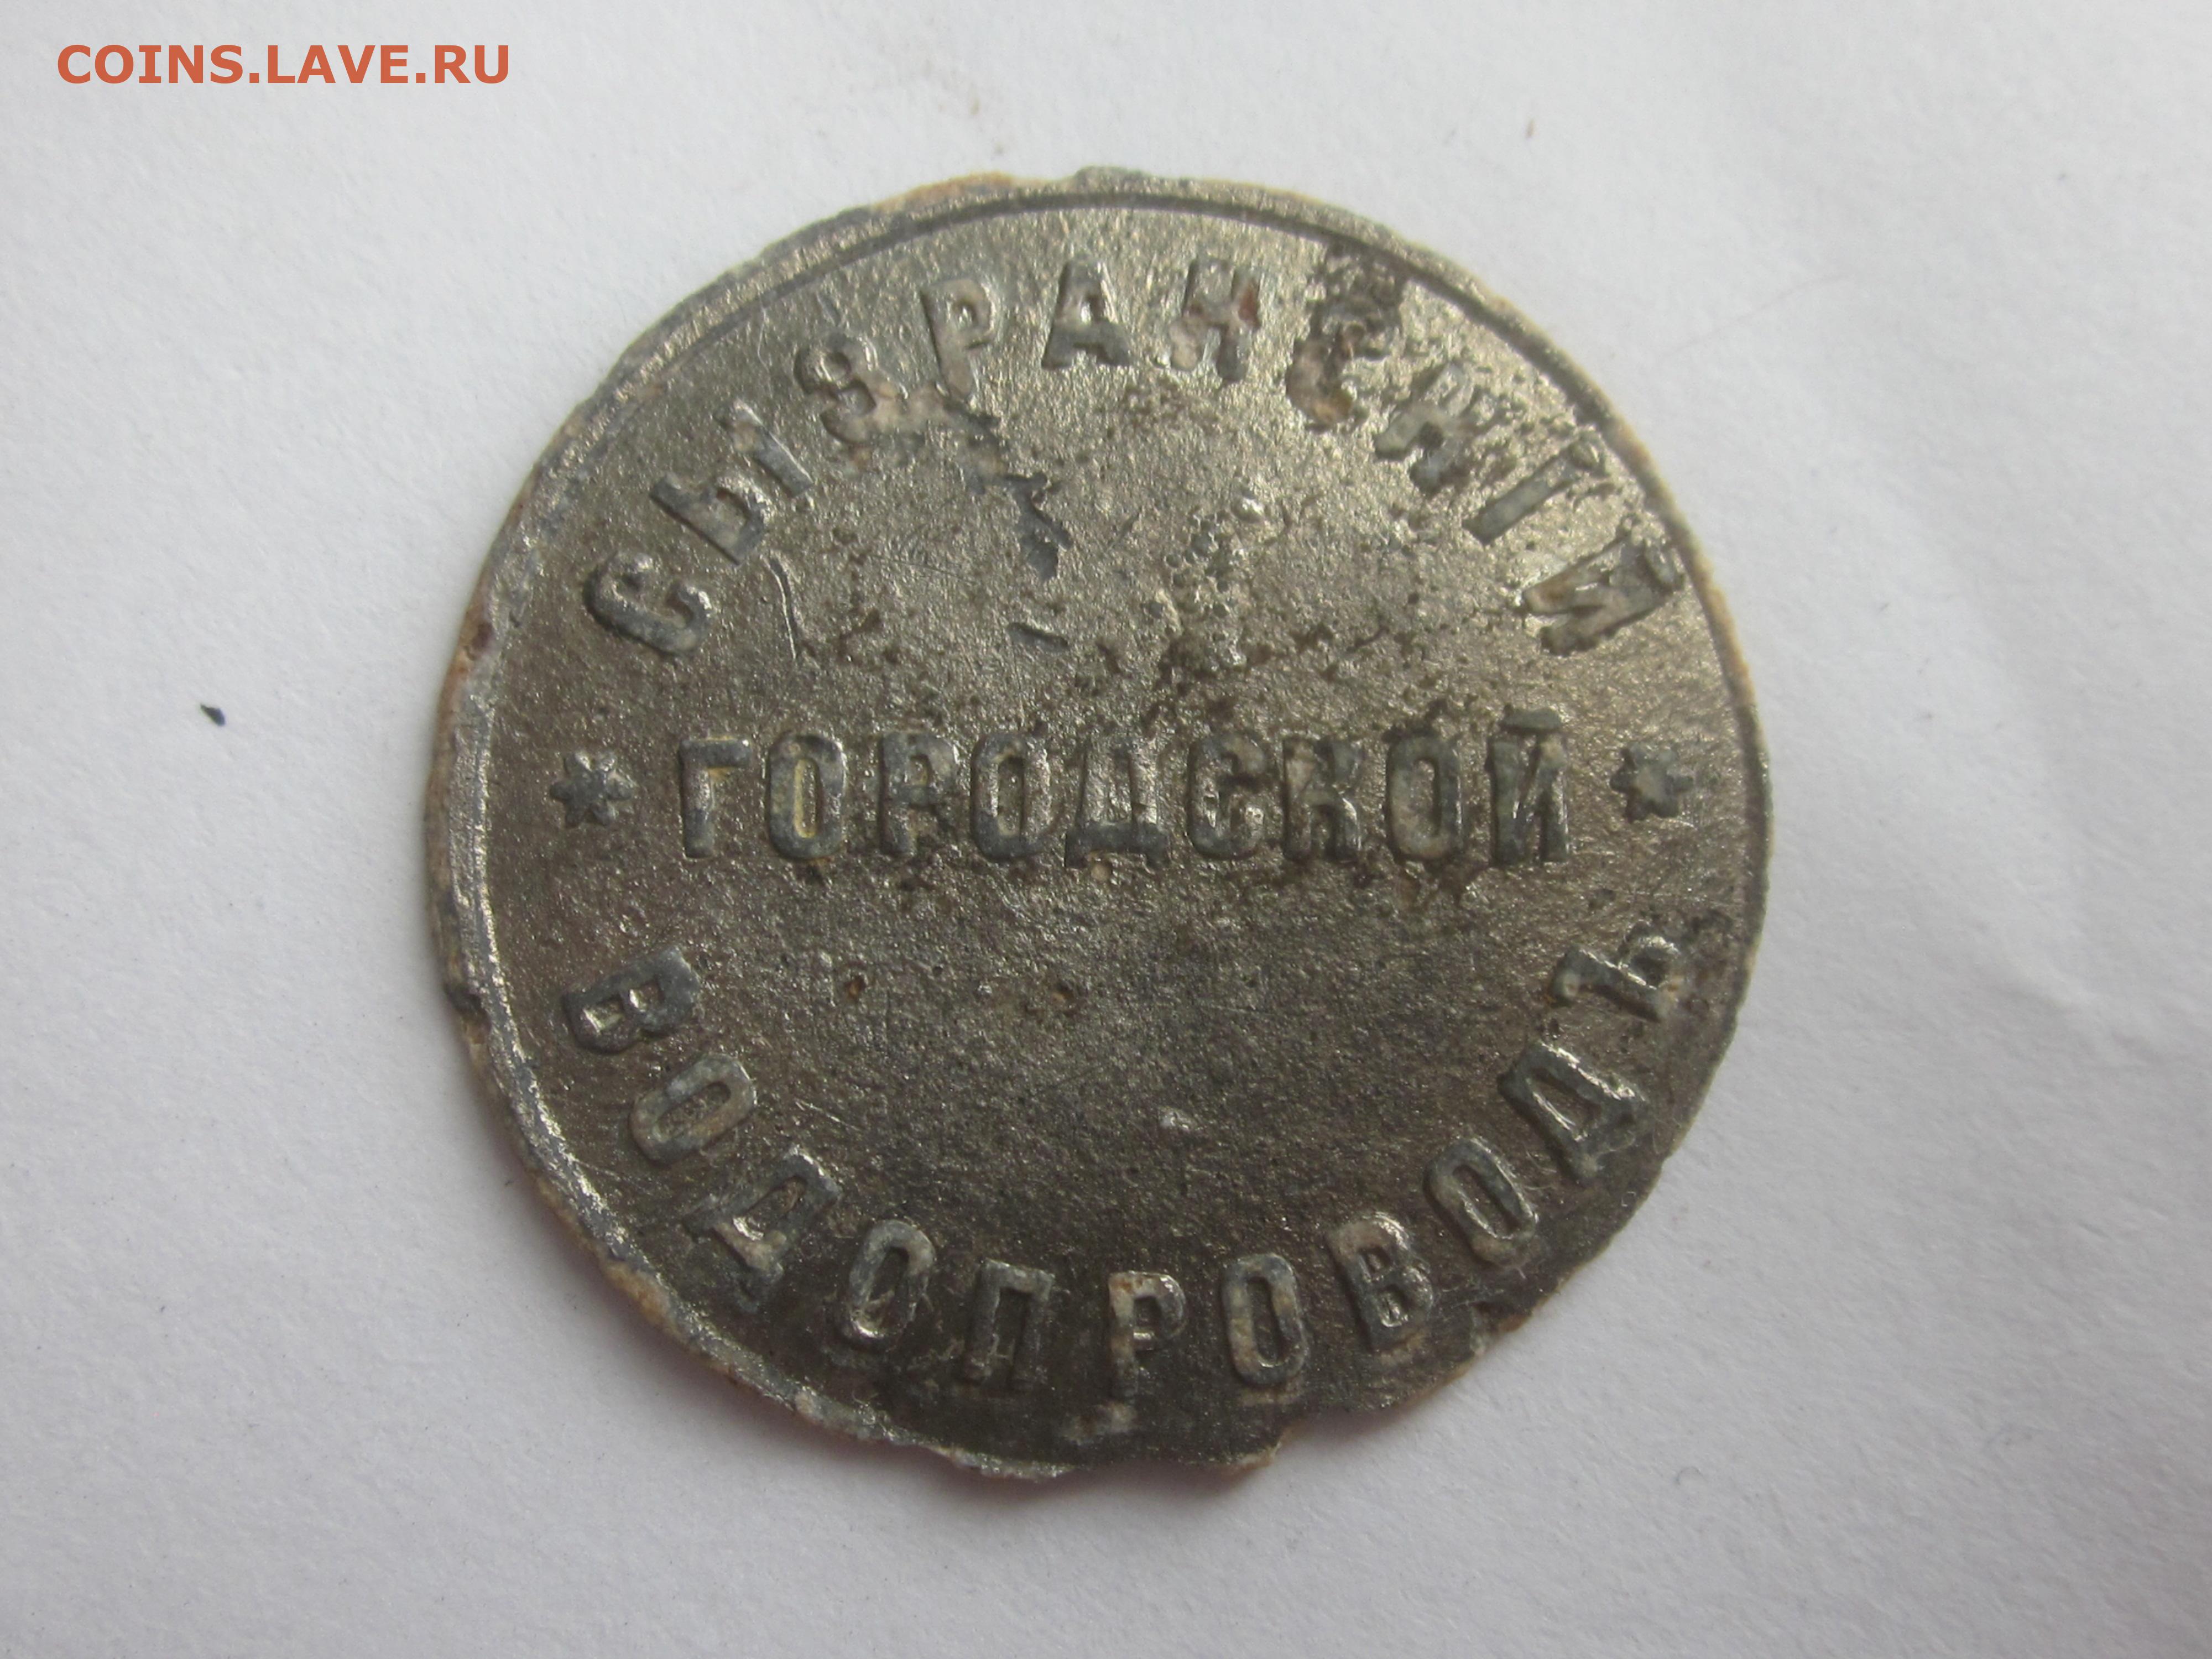 COINS.LAVE.RU
СЫЗРАНСКІЙ
* ГОРОДСКОЙ *
ВОДОПРОВОДЪ